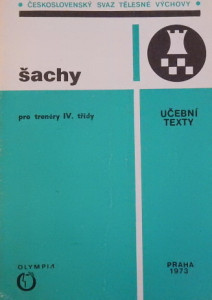 ★ ČESKOSLOVENSKÝ SVAZ TĚLESNÉ VÝCHOVY ★
šachy
pro trenéry IV. třídy
UČEBNÍ
TEXTY
OLYMPIA
PRAHA
1973